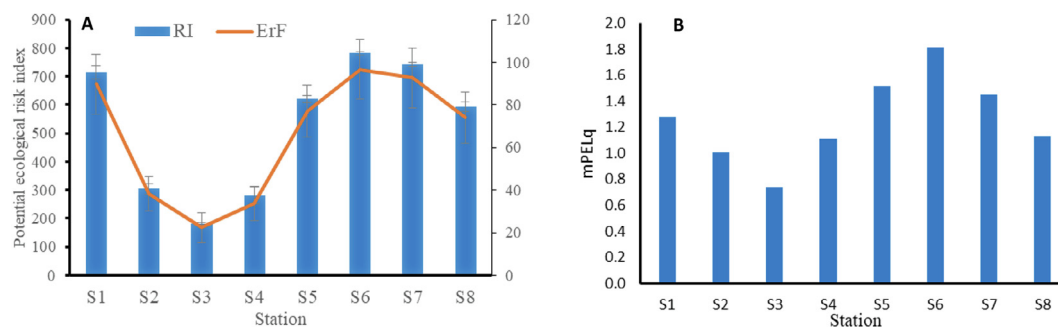 A
RI
ErF
Potential ecological risk index
900
800
700
600
500
400
300
200
100
0
120
100
80
60
40
20
0
S1 S2 S3 S4 S5 S6 S7 S8
Station
B
mPELq
2.0
1.8
1.6
1.4
1.2
1.0
0.8
0.6
0.4
0.2
0.0
S1 S2 S3 S4 S5 S6 S7 S8
Station